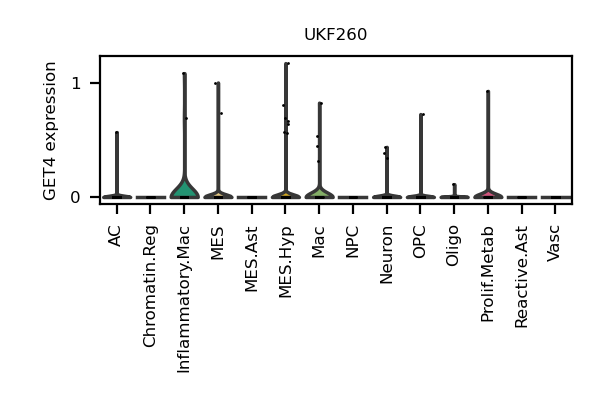 UKF260
GET4 expression
1
0
AC
Chromatin.Reg
Inflammatory.Mac
MES
MES.Ast
MES.Hyp
Mac
NPC
Neuron
OPC
Oligo
Prolif.Metab
Reactive.Ast
Vasc